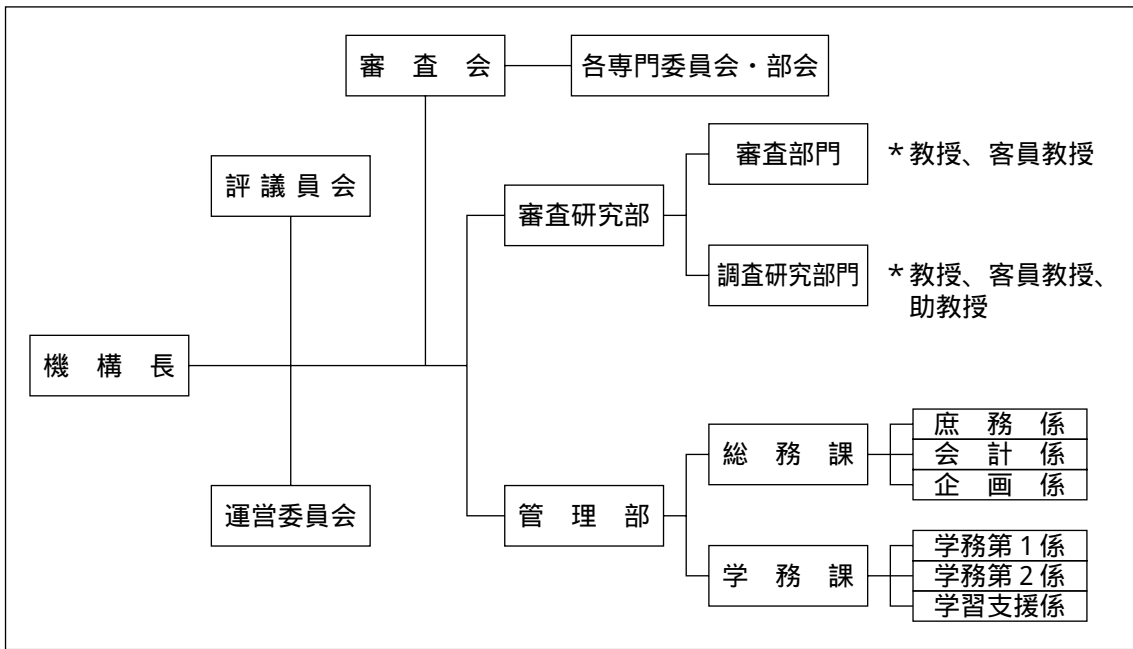 審査会
各専門委員会・部会
審査部門
*教授、客員教授
評議員会
審査研究部
調査研究部門
*教授、客員教授、
助教授
機構長
総務課
庶務係
会計係
企画係
運営委員会
管理部
学務課
学務第1係
学務第2係
学習支援係